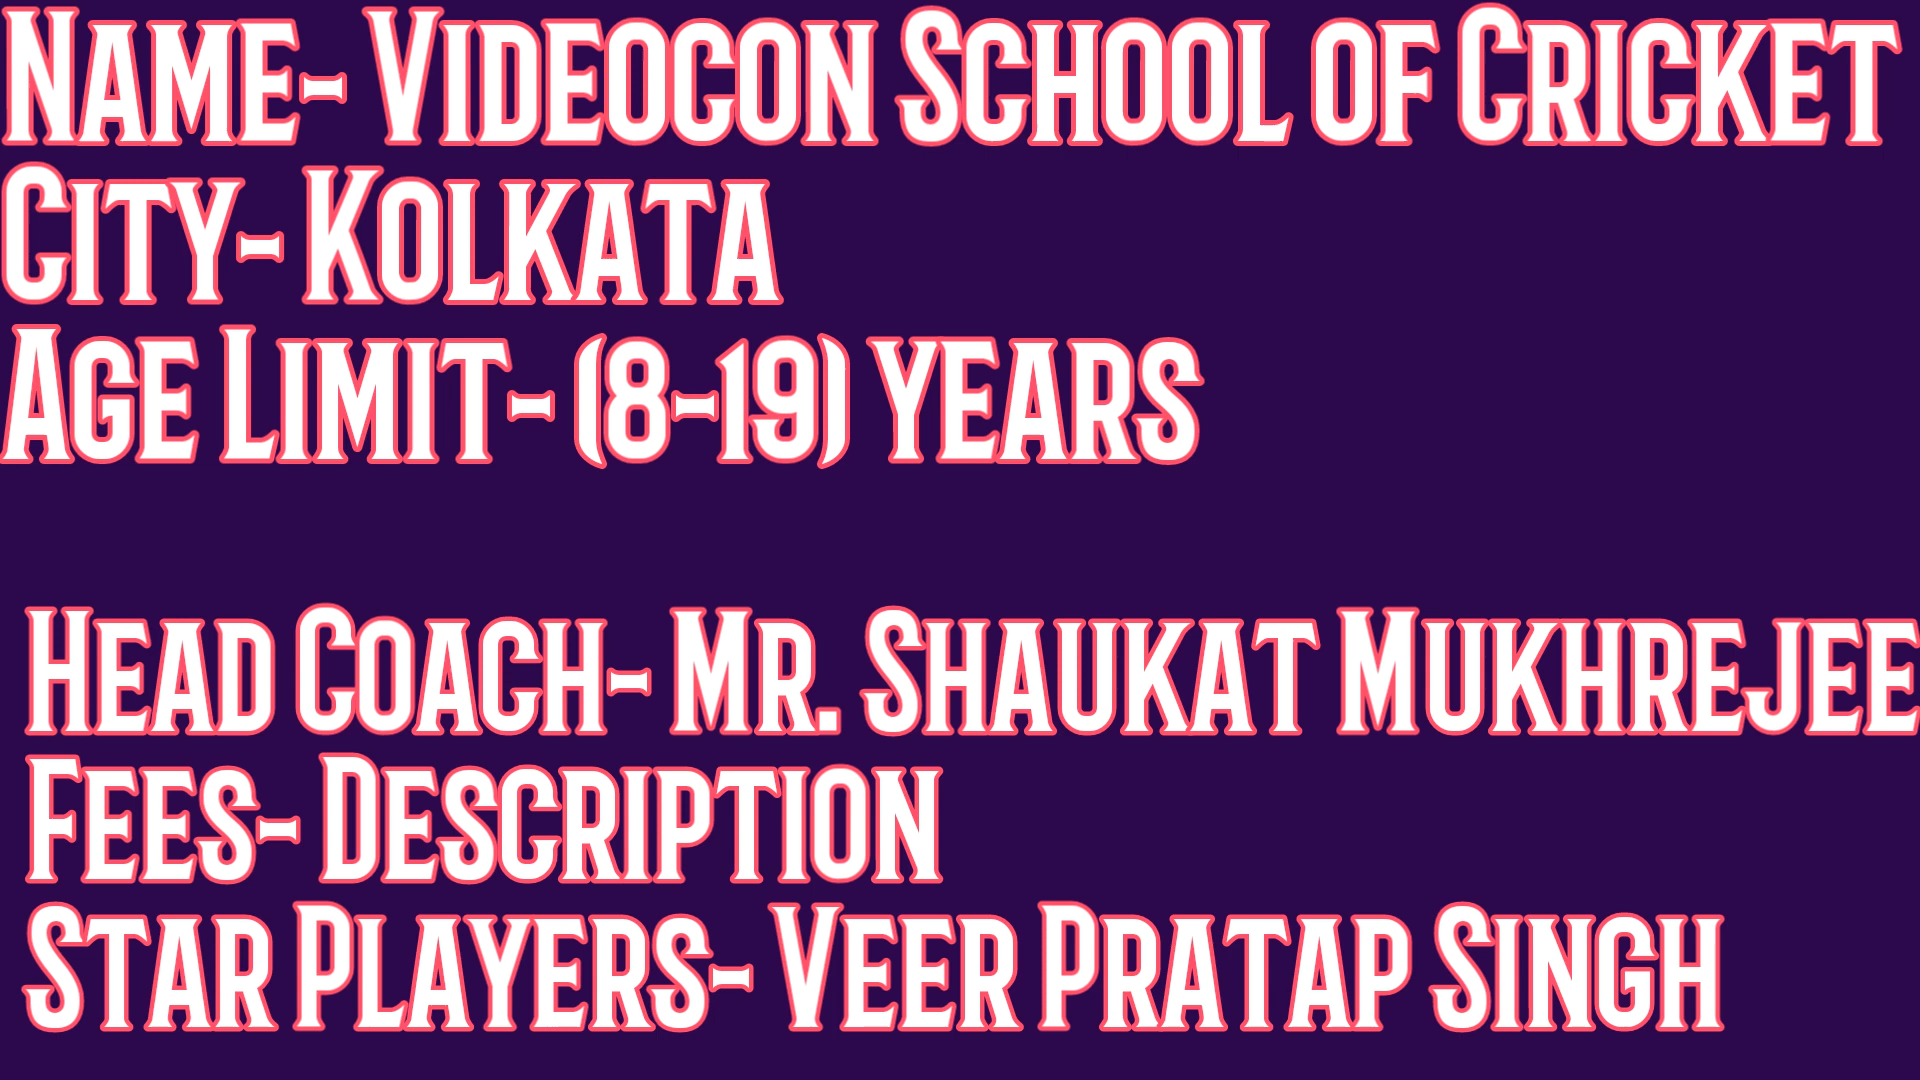 Name- Videocon School of Cricket
City- Kolkata
Age Limit- (8-19) years
Head Coach- Mr. Shaukat Mukhrejee
Fees- Description
Star Players- Veer Pratap Singh